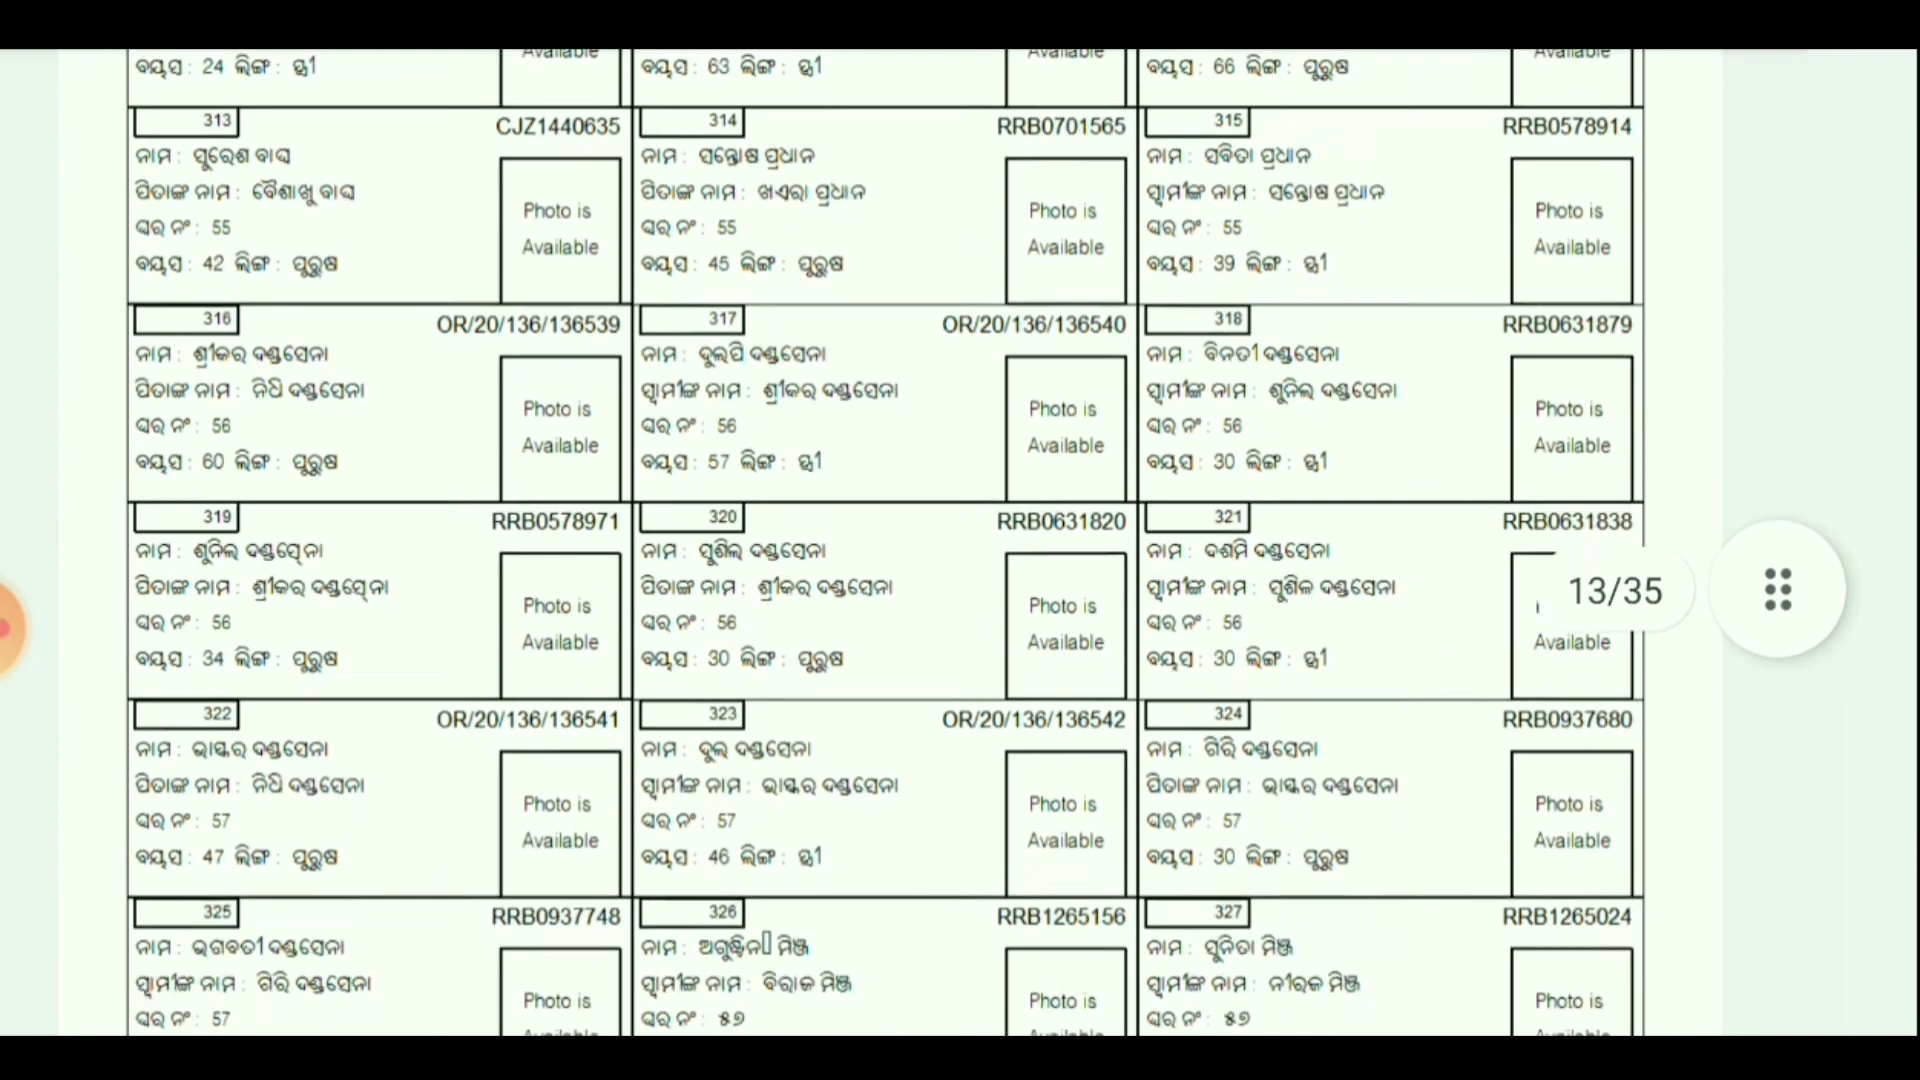 Available Available Available
ବୟସ : 24 ଲିଙ୍ଗ : ସ୍ତ୍ରୀ ବୟସ : 63 ଲିଙ୍ଗ : ସ୍ତ୍ରୀ ବୟସ : 66 ଲିଙ୍ଗ : ପୁରୁଷ
313 CJZ1440635
ନାମ : ସୁରେଶ ବାଘ
ପିତାଙ୍କ ନାମ : ବୈଶାଖୁ ବାଘ
ଘର ନଂ : 55
ବୟସ : 42 ଲିଙ୍ଗ : ପୁରୁଷ
Photo is
Available
314 RRB0701565
ନାମ : ସନ୍ତୋଷ ପ୍ରଧାନ
ପିତାଙ୍କ ନାମ : ଖଏରା ପ୍ରଧାନ
ଘର ନଂ : 55
ବୟସ : 45 ଲିଙ୍ଗ : ପୁରୁଷ
Photo is
Available
315 RRB0578914
ନାମ : ସବିତା ପ୍ରଧାନ
ସ୍ୱାମୀଙ୍କ ନାମ : ସନ୍ତୋଷ ପ୍ରଧାନ
ଘର ନଂ : 55
ବୟସ : 39 ଲିଙ୍ଗ : ସ୍ତ୍ରୀ
Photo is
Available
316 OR/20/136/136539
ନାମ : ଶ୍ରୀକର ଦଣ୍ଡସେନା
ପିତାଙ୍କ ନାମ : ନିଧି ଦଣ୍ଡସେନା
ଘର ନଂ : 56
ବୟସ : 60 ଲିଙ୍ଗ : ପୁରୁଷ
Photo is
Available
317 OR/20/136/136540
ନାମ : ଦୁଲପି ଦଣ୍ଡସେନା
ସ୍ୱାମୀଙ୍କ ନାମ : ଶ୍ରୀକର ଦଣ୍ଡସେନା
ଘର ନଂ : 56
ବୟସ : 57 ଲିଙ୍ଗ : ସ୍ତ୍ରୀ
Photo is
Available
318 RRB0631879
ନାମ : ବିନତୀ ଦଣ୍ଡସେନା
ସ୍ୱାମୀଙ୍କ ନାମ : ଶୁନିଲ ଦଣ୍ଡସେନା
ଘର ନଂ : 56
ବୟସ : 30 ଲିଙ୍ଗ : ସ୍ତ୍ରୀ
Photo is
Available
319 RRB0578971
ନାମ : ଶୁନିଲ ଦଣ୍ଡସେ୍ନା
ପିତାଙ୍କ ନାମ : ଶ୍ରୀକର ଦଣ୍ଡସେ୍ନା
ଘର ନଂ : 56
ବୟସ : 34 ଲିଙ୍ଗ : ପୁରୁଷ
Photo is
Available
320 RRB0631820
ନାମ : ସୁଶିଲ ଦଣ୍ଡସେନା
ପିତାଙ୍କ ନାମ : ଶ୍ରୀକର ଦଣ୍ଡସେନା
ଘର ନଂ : 56
ବୟସ : 30 ଲିଙ୍ଗ : ପୁରୁଷ
Photo is
Available
321 RRB0631838
ନାମ : ଦଶମି ଦଣ୍ଡସେନା
ସ୍ୱାମୀଙ୍କ ନାମ : ସୁଶିଳ ଦଣ୍ଡସେନା
ଘର ନଂ : 56
ବୟସ : 30 ଲିଙ୍ଗ : ସ୍ତ୍ରୀ
Available
13/35
322 OR/20/136/136541
ନାମ : ଭାସ୍କର ଦଣ୍ଡସେନା
ପିତାଙ୍କ ନାମ : ନିଧି ଦଣ୍ଡସେନା
ଘର ନଂ : 57
ବୟସ : 47 ଲିଙ୍ଗ : ପୁରୁଷ
Photo is
Available
323 OR/20/136/136542
ନାମ : ଦୁଲ ଦଣ୍ଡସେନା
ସ୍ୱାମୀଙ୍କ ନାମ : ଭାସ୍କର ଦଣ୍ଡସେନା
ଘର ନଂ : 57
ବୟସ : 46 ଲିଙ୍ଗ : ସ୍ତ୍ରୀ
Photo is
Available
324 RRB0937680
ନାମ : ଗିରି ଦଣ୍ଡସେନା
ପିତାଙ୍କ ନାମ : ଭାସ୍କର ଦଣ୍ଡସେନା
ଘର ନଂ : 57
ବୟସ : 30 ଲିଙ୍ଗ : ପୁରୁଷ
Photo is
Available
325 RRB0937748
ନାମ : ଭଗବତୀ ଦଣ୍ଡସେନା
ସ୍ୱାମୀଙ୍କ ନାମ : ଗିରି ଦଣ୍ଡସେନା
ଘର ନଂ : 57
Photo is
326 RRB1265156
ନାମ : ମିଞ୍ଜ
ସ୍ୱାମୀଙ୍କ ନାମ : ବିରାଜ ମିଞ୍ଜ
ଘର ନଂ : ୫୭
Photo is
327 RRB1265024
ନାମ : ସୁନିତା ମିଞ୍ଜ
ସ୍ୱାମୀଙ୍କ ନାମ : ନୀରଜ ମିଞ୍ଜ
ଘର ନଂ : ୫୭
Photo is